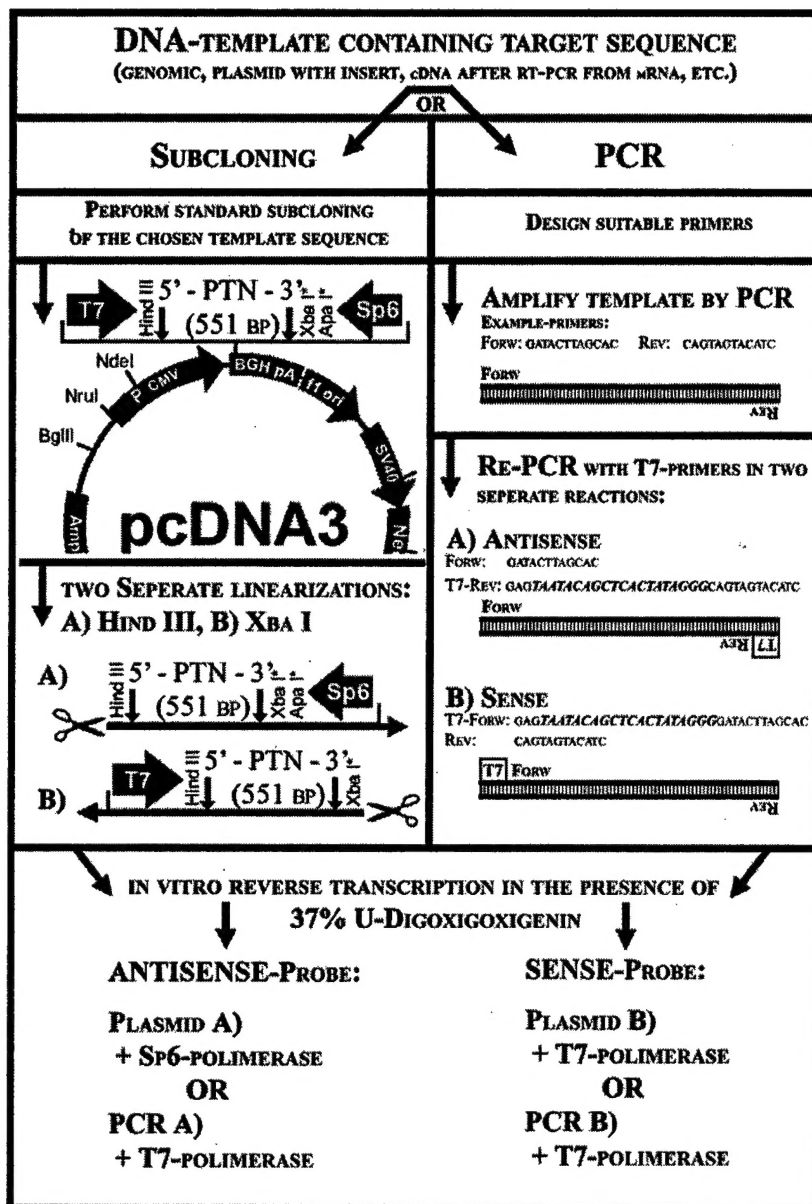 DNA-TEMPLATE CONTAINING TARGET SEQUENCE
(GENOMIC, PLASMID WITH INSERT, cDNA AFTER RT-PCR FROM MRNA, ETC.)
OR
SUBCLONING
PERFORM STANDARD SUBCLONING
OF THE CHOSEN TEMPLATE SEQUENCE
T7
Hind III
5' - PTN - 3'
(551 BP)
Xba I
Apa I
Sp6
NdeI
NruI
BglII
P CMV
BGH pA
f1 ori
SV40
Amp
Ne
pcDNA3
TWO SEPERATE LINEARIZATIONS:
A) HIND III, B) XBA I
A)
Hind III
5' - PTN - 3'
(551 BP)
Xba I
Apa I
Sp6
B)
T7
Hind III
5' - PTN - 3'
(551 BP)
Xba I
PCR
DESIGN SUITABLE PRIMERS
AMPLIFY TEMPLATE BY PCR
EXAMPLE-PRIMERS:
FORW: GATACTTAGCAC REV: CAGTAGTACATC
FORW
REV
RE-PCR WITH T7-PRIMERS IN TWO
SEPERATE REACTIONS:
A) ANTISENSE
FORW: GATACTTAGCAC
T7-REV: GAGTAATACAGCTCACTATAGGGCAGTAGTACATC
FORW
REV T7
B) SENSE
T7-FORW: GAGTAATACAGCTCACTATAGGGGATACTTAGCAC
REV: CAGTAGTACATC
T7 FORW
REV
IN VITRO REVERSE TRANSCRIPTION IN THE PRESENCE OF
37% U-DIGOXIGOXIGENIN
ANTISENSE-PROBE:
PLASMID A)
+ SP6-POLIMERASE
OR
PCR A)
+ T7-POLIMERASE
SENSE-PROBE:
PLASMID B)
+ T7-POLIMERASE
OR
PCR B)
+ T7-POLIMERASE